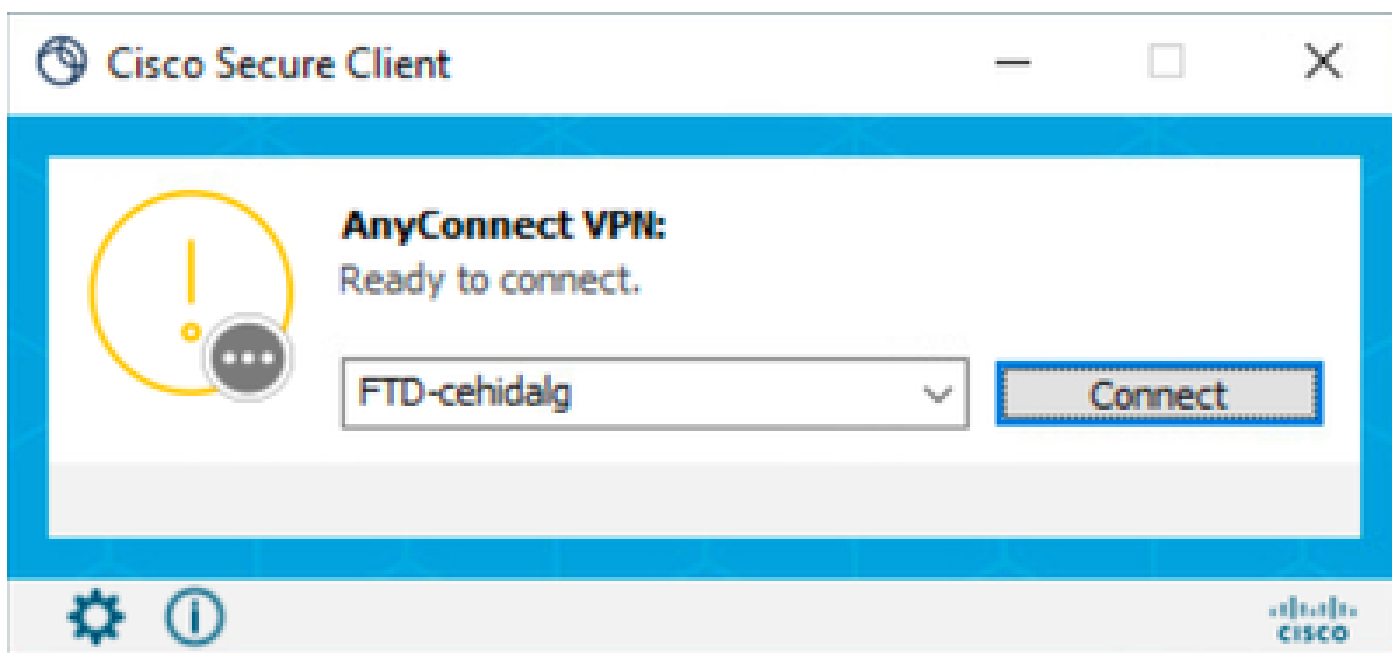 Cisco Secure Client
AnyConnect VPN:
Ready to connect.
FTD-cehidalg
Connect
CISCO